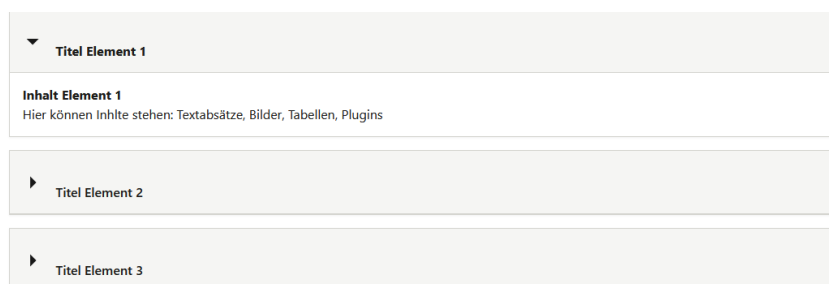 Titel Element 1
Inhalt Element 1
Hier können Inhlte stehen: Textabsätze, Bilder, Tabellen, Plugins
Titel Element 2
Titel Element 3